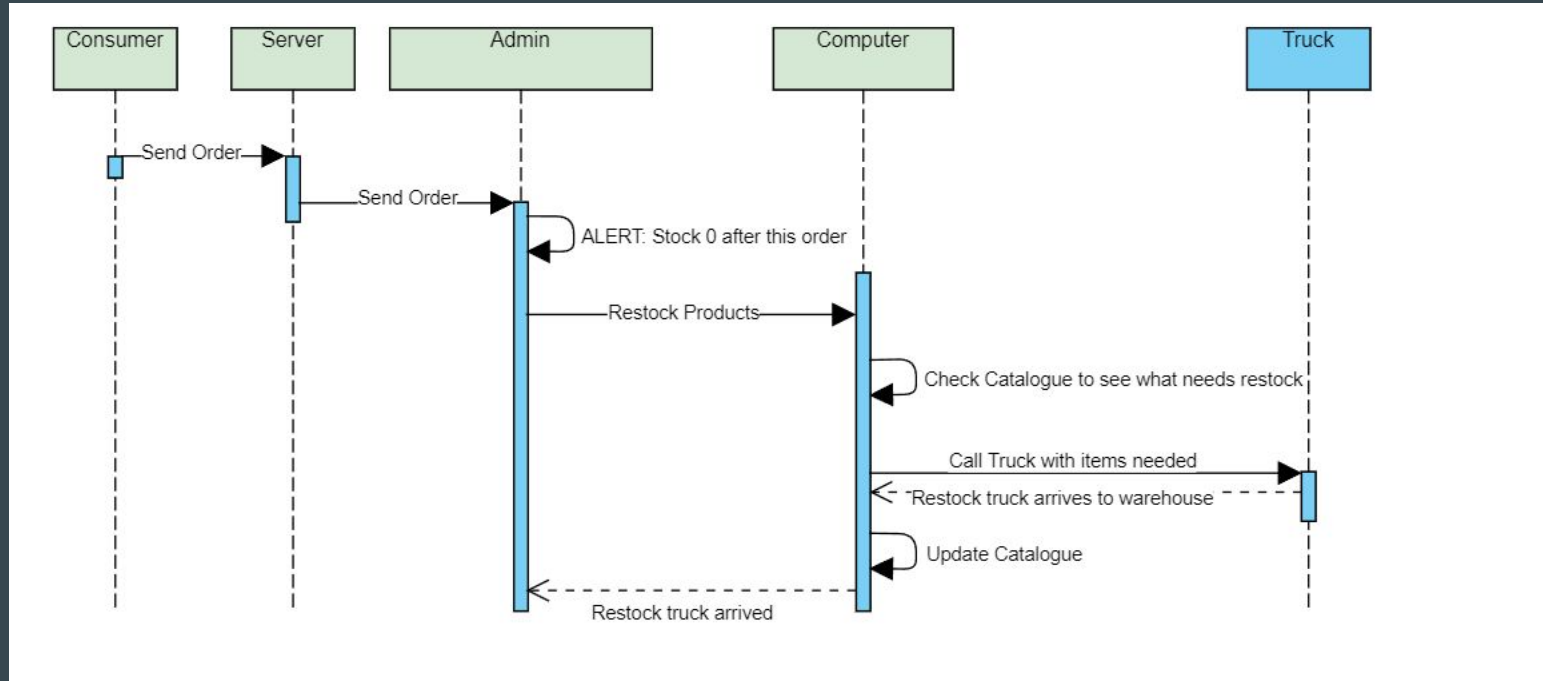 Consumer
Server
Admin
Computer
Truck
Send Order
Send Order
ALERT: Stock 0 after this order
Restock Products
Check Catalogue to see what needs restock
Call Truck with items needed
Restock truck arrives to warehouse
Update Catalogue
Restock truck arrived